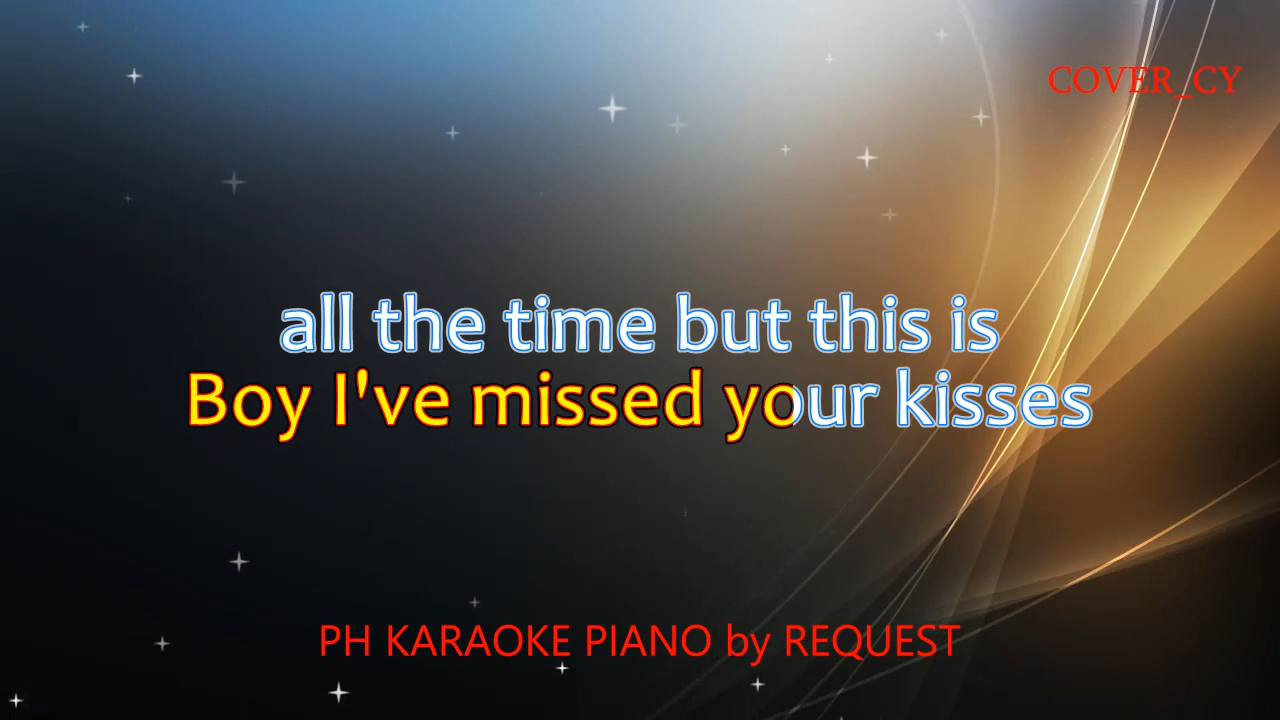 COVER_CY
all the time but this is
Boy I've missed your kisses
PH KARAOKE PIANO by REQUEST